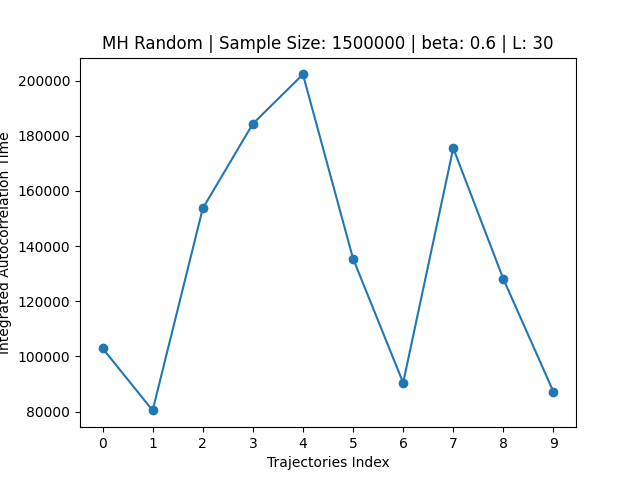 MH Random | Sample Size: 1500000 | beta: 0.6 | L: 30
Integrated Autocorrelation Time
200000
180000
160000
140000
120000
100000
80000
0 1 2 3 4 5 6 7 8 9
Trajectories Index